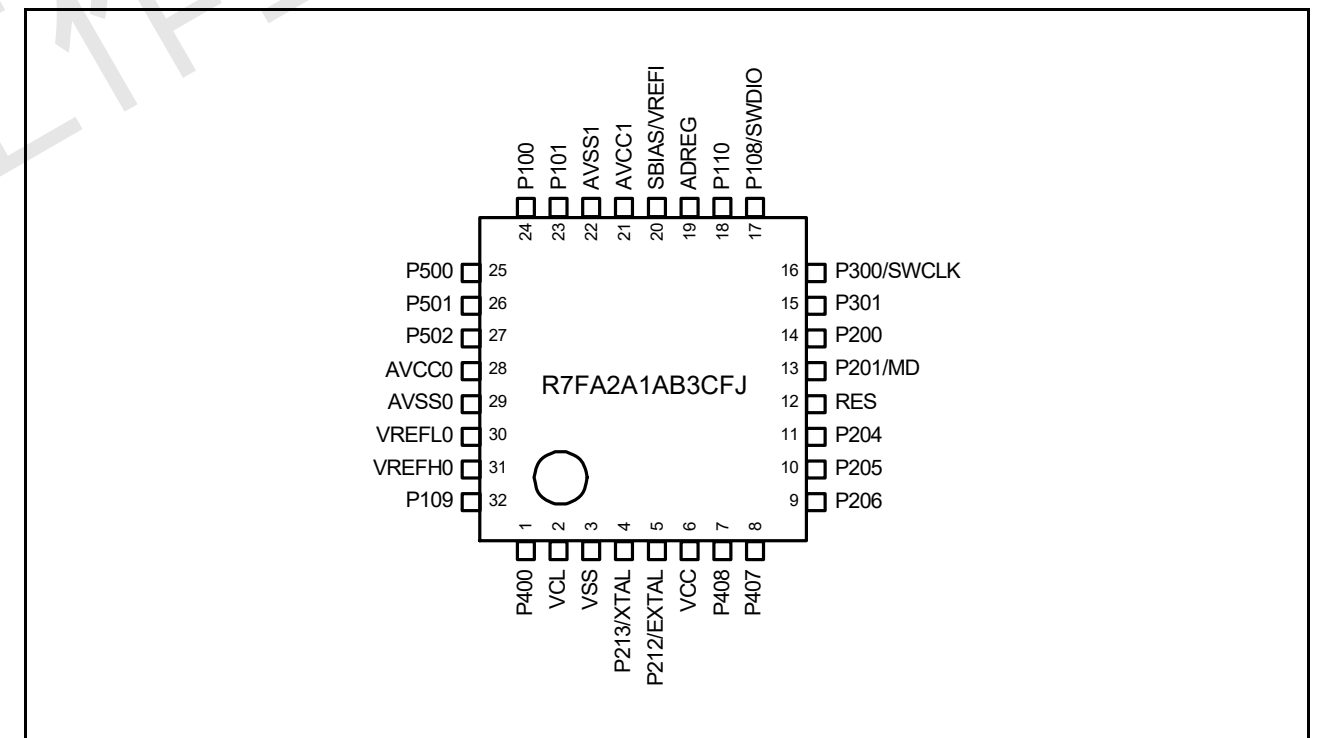 P100
P101
AVSS1
AVCC1
SBIAS/VREFI
ADREG
P110
P108/SWDIO
24
23
22
21
20
19
18
17
P500 25
P501 26
P502 27
AVCC0 28
AVSS0 29
VREFL0 30
VREFH0 31
P109 32
R7FA2A1AB3CFJ
16 P300/SWCLK
15 P301
14 P200
13 P201/MD
12 RES
11 P204
10 P205
9 P206
1
2
3
4
5
6
7
8
P400
VCL
VSS
P213/XTAL
P212/EXTAL
VCC
P408
P407